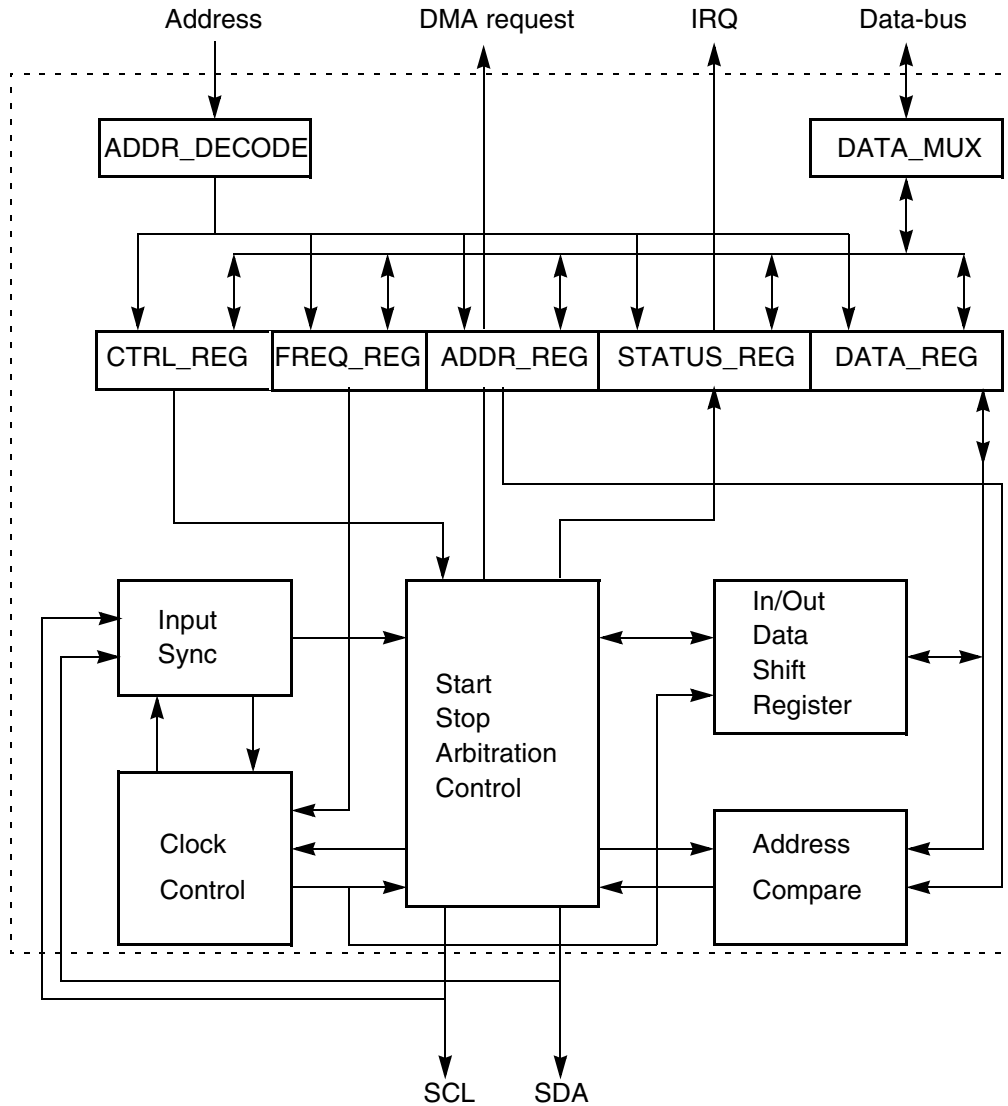 Address
DMA request
IRQ
Data-bus
ADDR_DECODE
DATA_MUX
CTRL_REG
FREQ_REG
ADDR_REG
STATUS_REG
DATA_REG
Input
Sync
Start
Stop
Arbitration
Control
In/Out
Data
Shift
Register
Clock
Control
Address
Compare
SCL
SDA